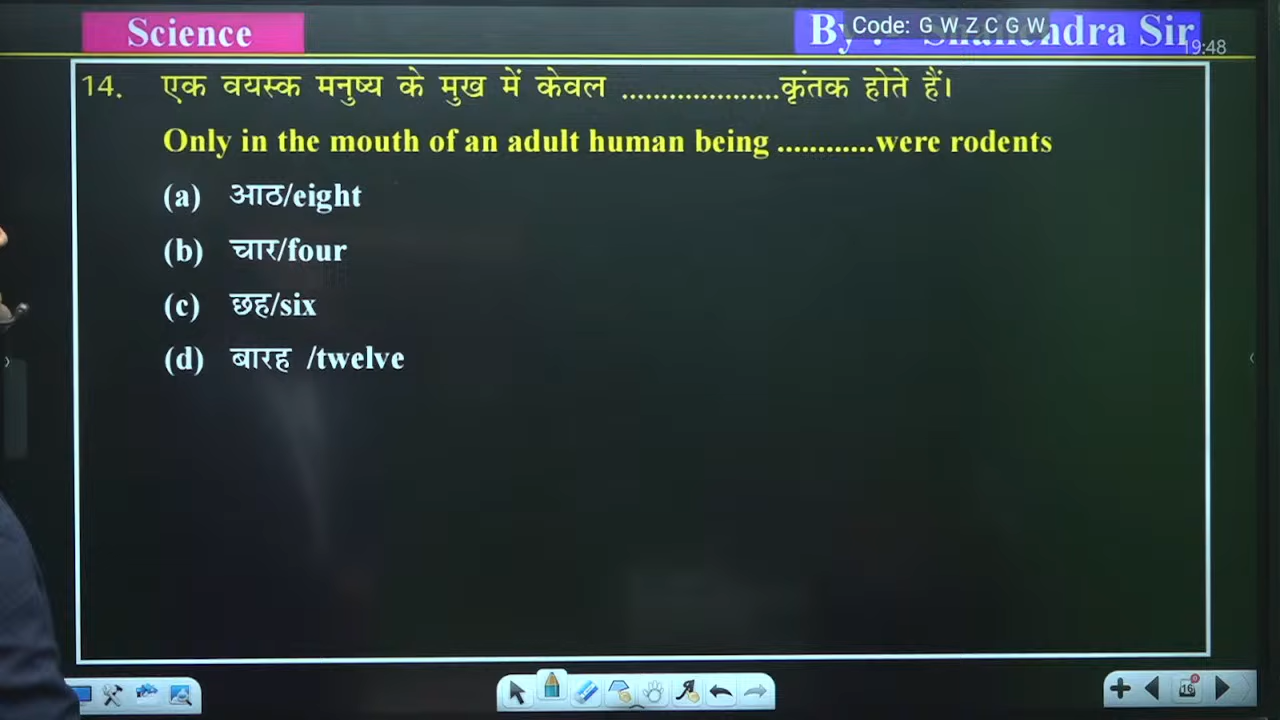 Science
By :- Shailendra Sir
Code: G W Z C G W
19:48
14. एक वयस्क मनुष्य के मुख में केवल ....................कृंतक होते हैं।
Only in the mouth of an adult human being ............were rodents
(a) आठ/eight
(b) चार/four
(c) छह/six
(d) बारह /twelve
16